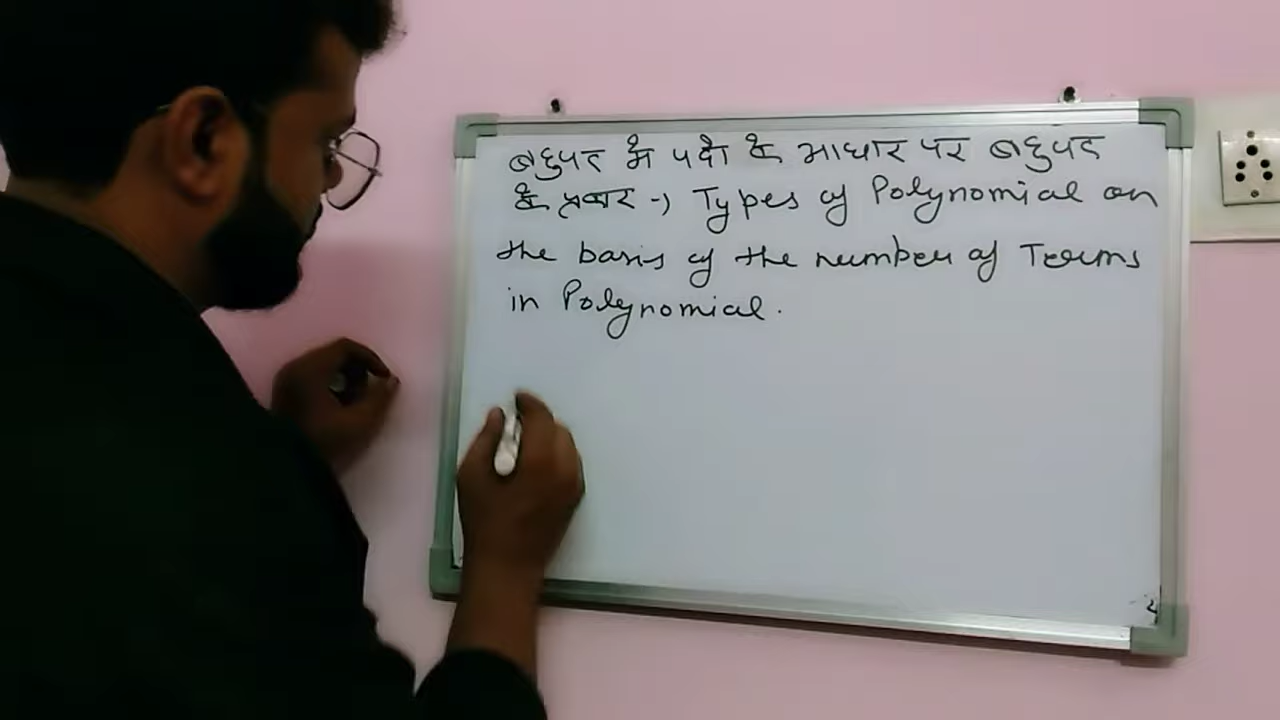 बहुपद में पदों के आधार पर बहुपद
के प्रकार -> Types of Polynomial on
the basis of the number of Terms
in Polynomial.